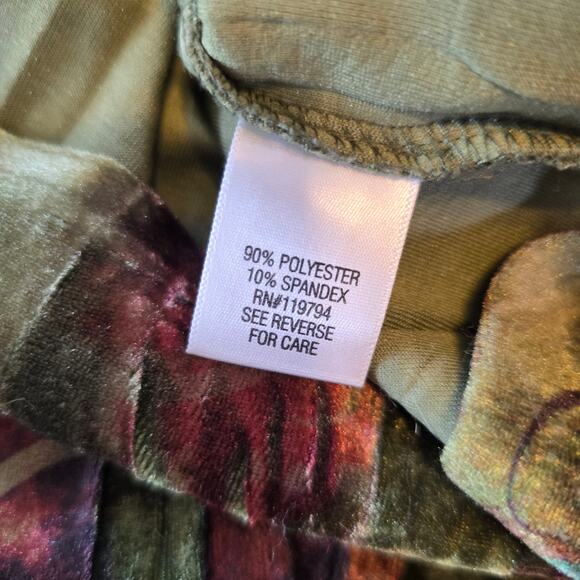 90% POLYESTER
10% SPANDEX
RN#119794
SEE REVERSE
FOR CARE